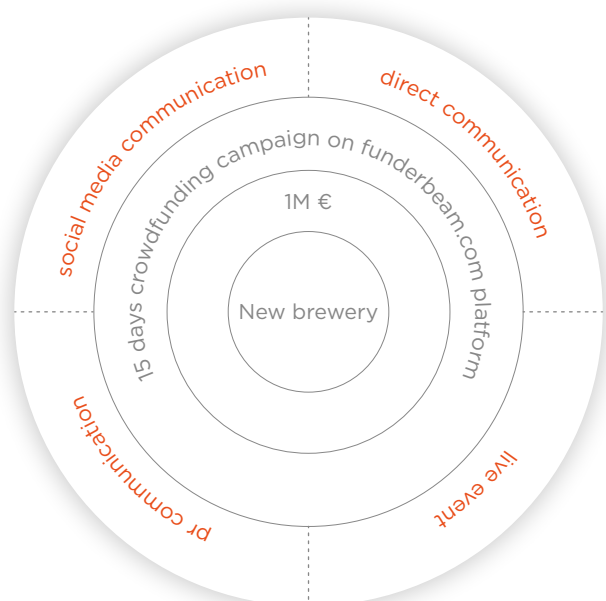 social media communication
direct communication
15 days crowdfunding campaign on funderbeam.com platform
1M €
New brewery
pr communication
live event